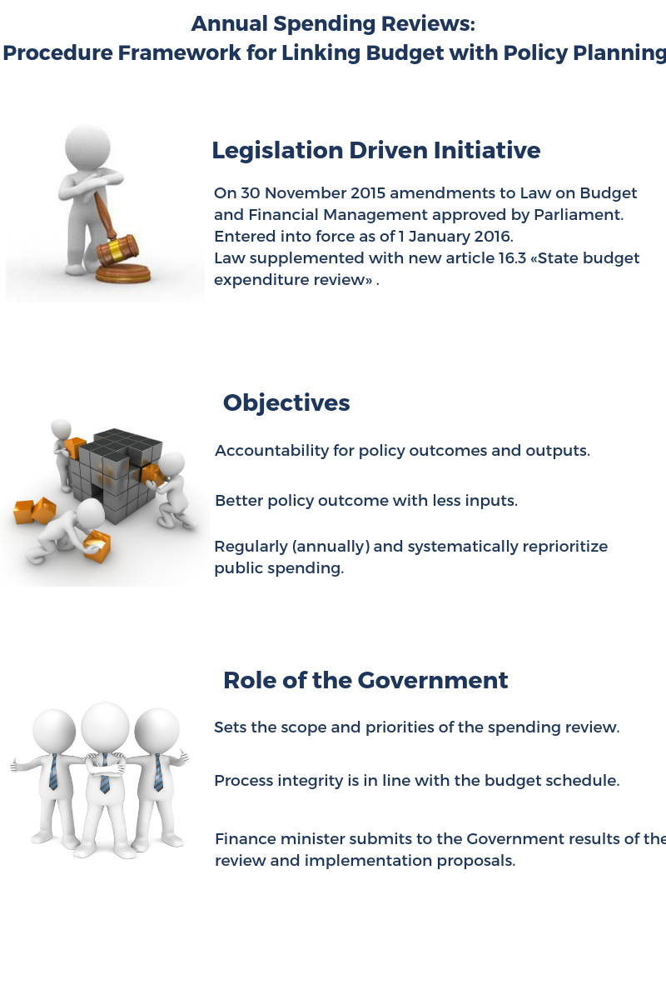 Annual Spending Reviews:
Procedure Framework for Linking Budget with Policy Planning
Legislation Driven Initiative
On 30 November 2015 amendments to Law on Budget
and Financial Management approved by Parliament.
Entered into force as of 1 January 2016.
Law supplemented with new article 16.3 «State budget
expenditure review» .
Objectives
Accountability for policy outcomes and outputs.
Better policy outcome with less inputs.
Regularly (annually) and systematically reprioritize
public spending.
Role of the Government
Sets the scope and priorities of the spending review.
Process integrity is in line with the budget schedule.
Finance minister submits to the Government results of the
review and implementation proposals.